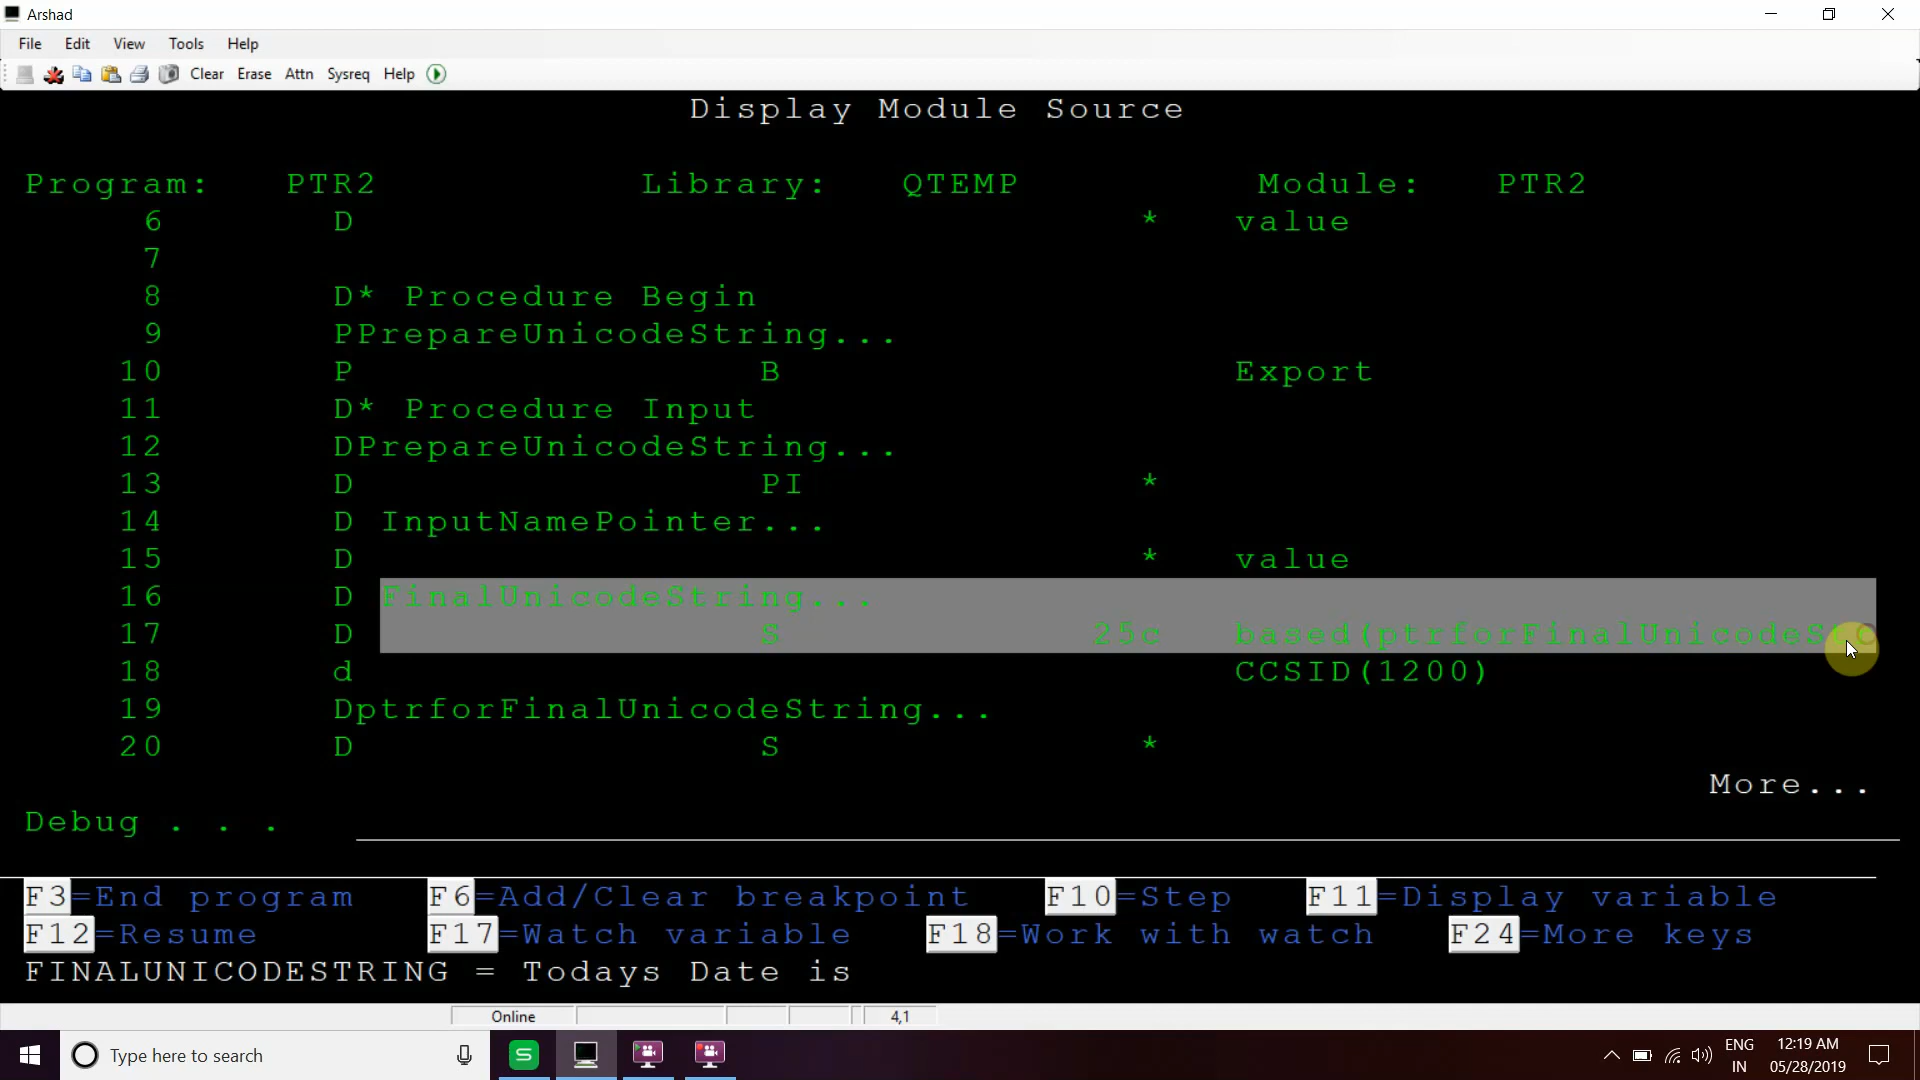 Arshad
File Edit View Tools Help
Clear Erase Attn Sysreq Help
Display Module Source
Program: PTR2 Library: QTEMP Module: PTR2
6 D * value
7
8 D* Procedure Begin
9 PPrepareUnicodeString...
10 P B Export
11 D* Procedure Input
12 DPrepareUnicodeString...
13 D PI *
14 D InputNamePointer...
15 D * value
16 D FinalUnicodeString...
17 D S 25c
18 d CCSID(1200)
19 DptrforFinalUnicodeString...
20 D S *
More...
Debug . . .
F3=End program F6=Add/Clear breakpoint F10=Step F11=Display variable
F12=Resume F17=Watch variable F18=Work with watch F24=More keys
FINALUNICODESTRING = Todays Date is
Online 4,1
Type here to search S ENG 12:19 AM
IN 05/28/2019